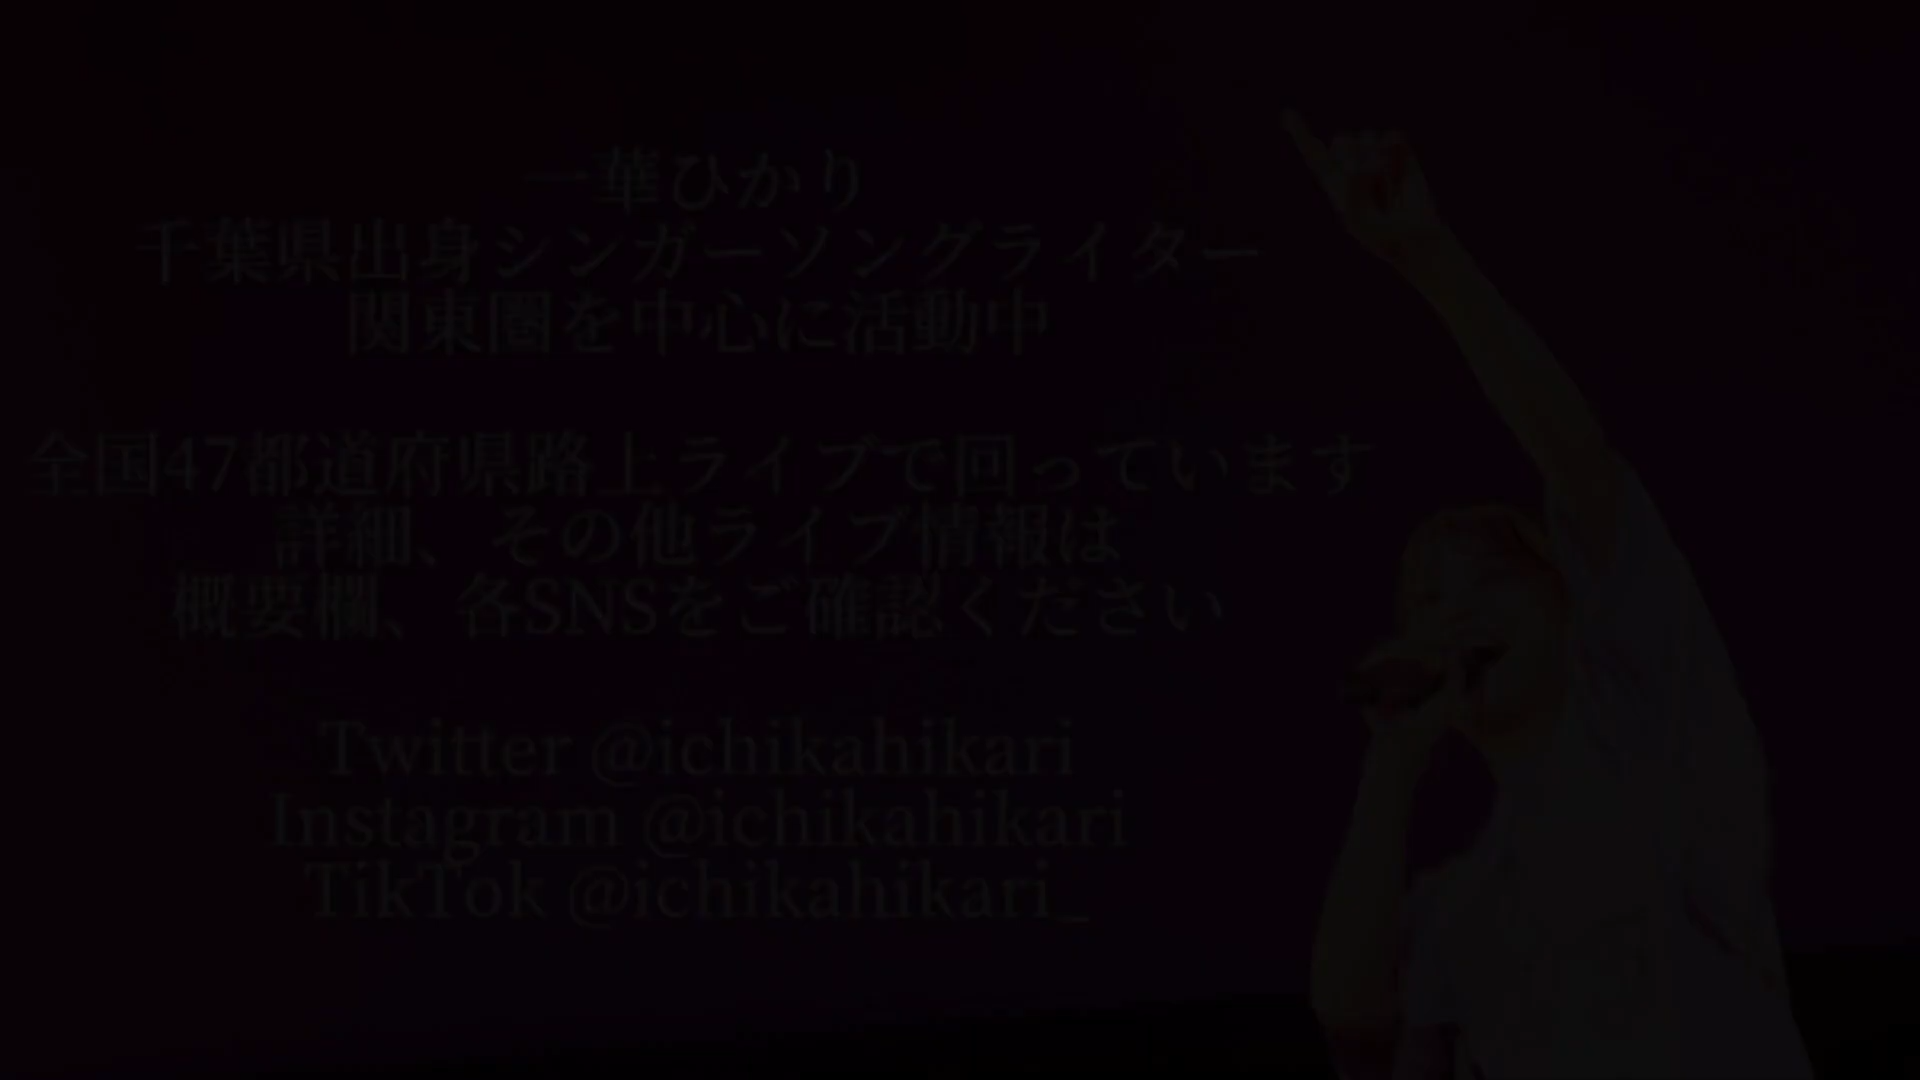 一華ひかり
千葉県出身シンガーソングライター
関東圏を中心に活動中
全国47都道府県路上ライブで回っています
詳細、その他ライブ情報は
概要欄、各SNSをご確認ください
Twitter @ichikahikari
Instagram @ichikahikari
TikTok @ichikahikari_